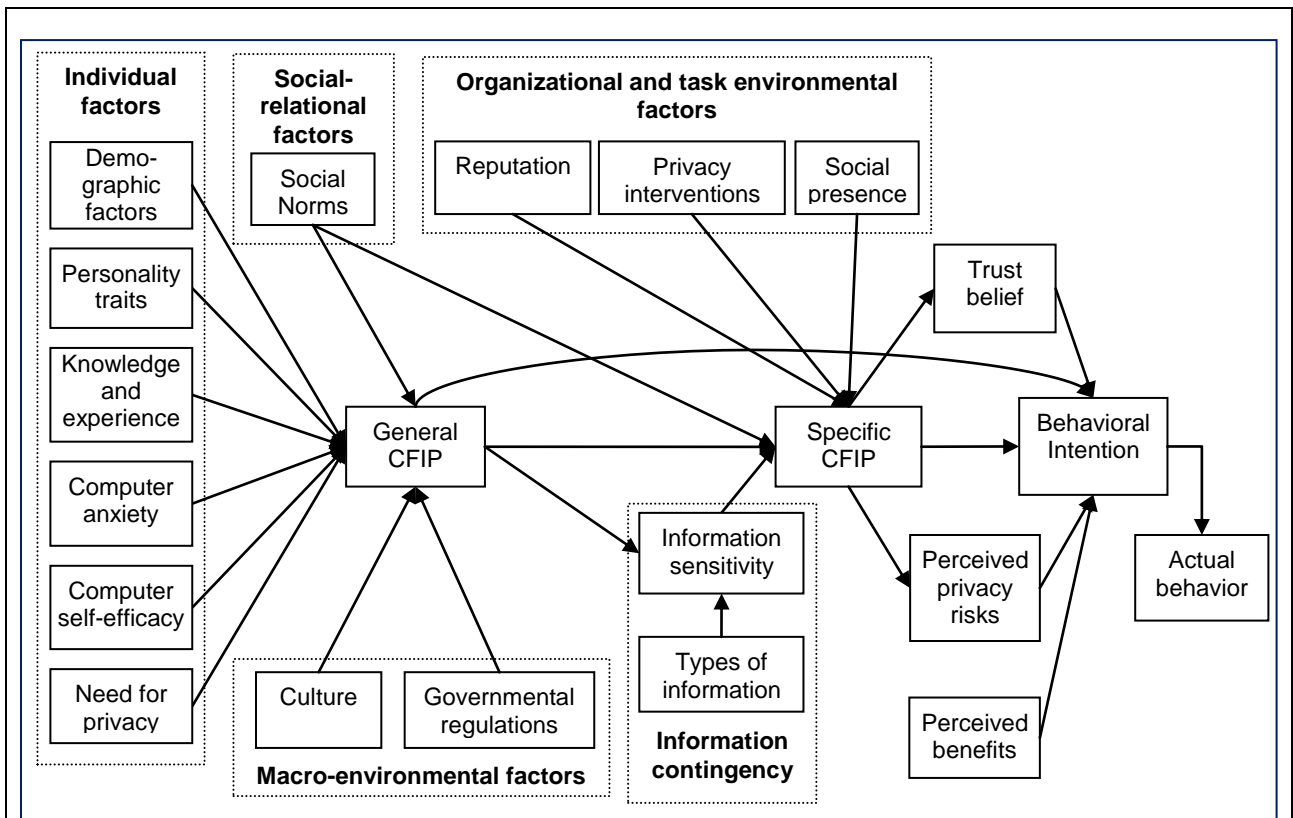 Individual
factors
Demo-
graphic
factors
Personality
traits
Knowledge
and
experience
Computer
anxiety
Computer
self-efficacy
Need for
privacy
Social-
relational
factors
Social
Norms
Organizational and task environmental
factors
Reputation
Privacy
interventions
Social
presence
Trust
belief
General
CFIP
Specific
CFIP
Behavioral
Intention
Information
sensitivity
Types of
information
Information
contingency
Perceived
privacy
risks
Actual
behavior
Perceived
benefits
Culture
Governmental
regulations
Macro-environmental factors